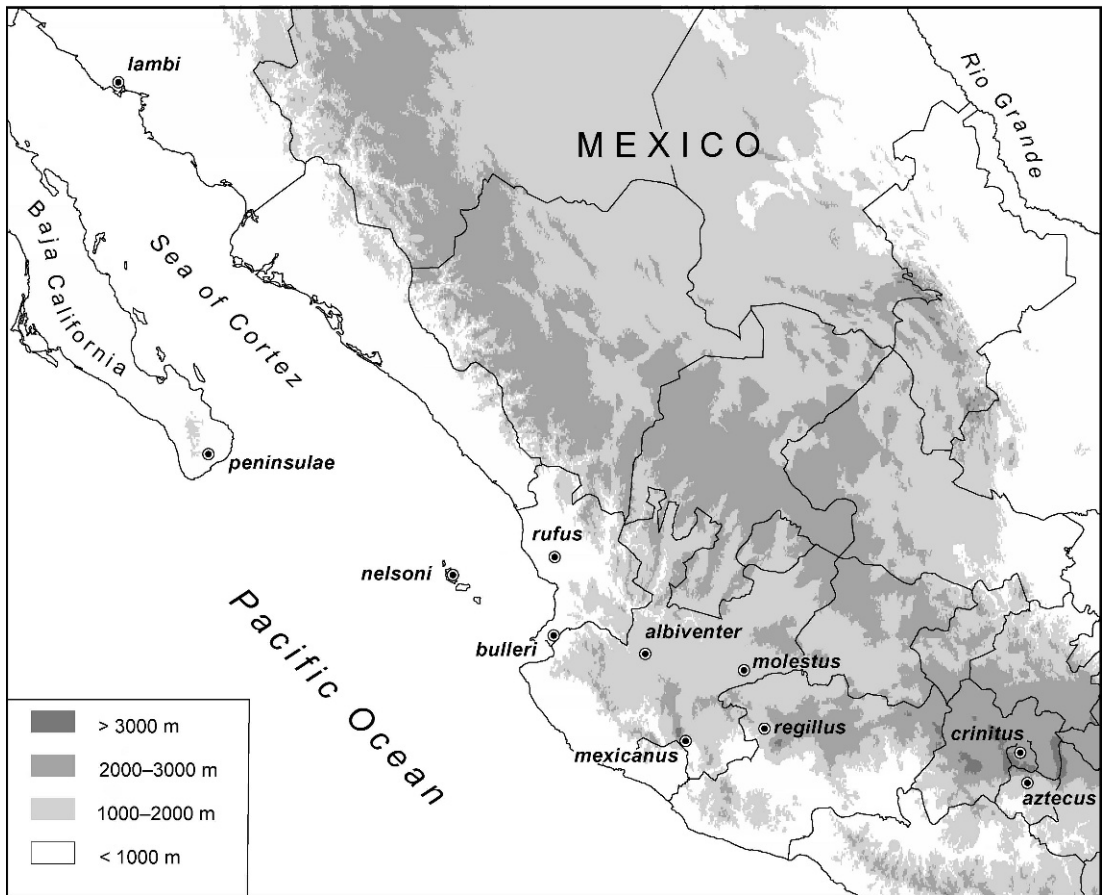 lambi
Rio Grande
MEXICO
Baja California
Sea of Cortez
peninsulae
rufus
nelsoni
Pacific Ocean
bulleri
albiventer
molestus
regillus
mexicanus
crinitus
aztecus
> 3000 m
2000–3000 m
1000–2000 m
< 1000 m